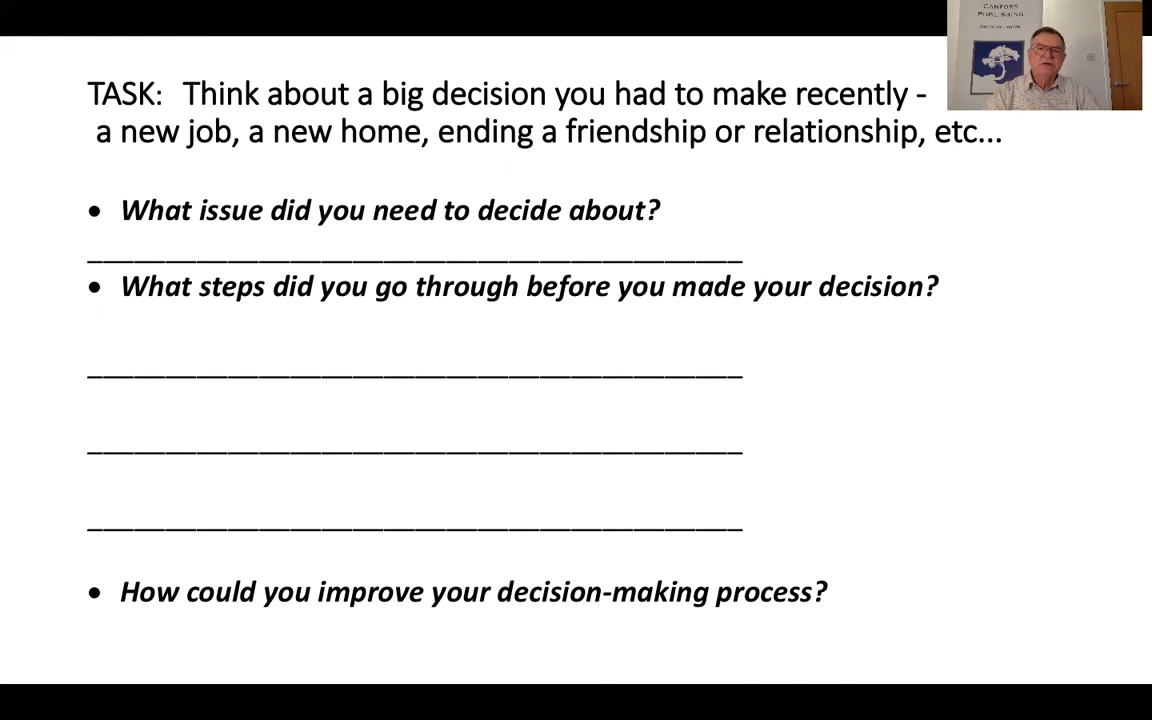 CANFORD
PUBLISHING
TASK:  Think about a big decision you had to make recently -
a new job, a new home, ending a friendship or relationship, etc...
• What issue did you need to decide about?
• What steps did you go through before you made your decision?
• How could you improve your decision-making process?